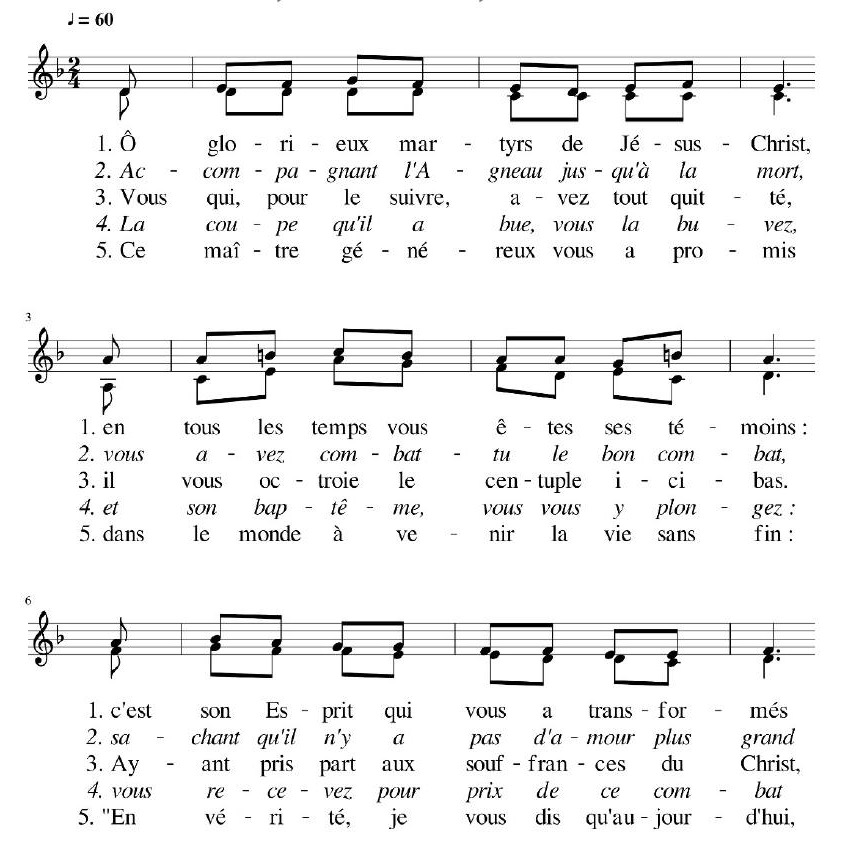 ♩ = 60
2
4
1. Ô glo - ri - eux mar - tyrs de Jé - sus - Christ,
2. Ac - com - pa - gnant l'A - gneau jus - qu'à la mort,
3. Vous qui, pour le suivre, a - vez tout quit - té,
4. La cou - pe qu'il a bue, vous la bu - vez,
5. Ce maî - tre gé - né - reux vous a pro - mis
3
1. en tous les temps vous ê - tes ses té - moins :
2. vous a - vez com - bat - tu le bon com - bat,
3. il vous oc - troie le cen - tuple i - ci - bas.
4. et son bap - tê - me, vous vous y plon - gez :
5. dans le monde à ve - nir la vie sans fin :
6
1. c'est son Es - prit qui vous a trans - for - més
2. sa - chant qu'il n'y a pas d'a - mour plus grand
3. Ay - ant pris part aux souf - fran - ces du Christ,
4. vous re - ce - vez pour prix de ce com - bat
5. "En vé - ri - té, je vous dis qu'au - jour - d'hui,